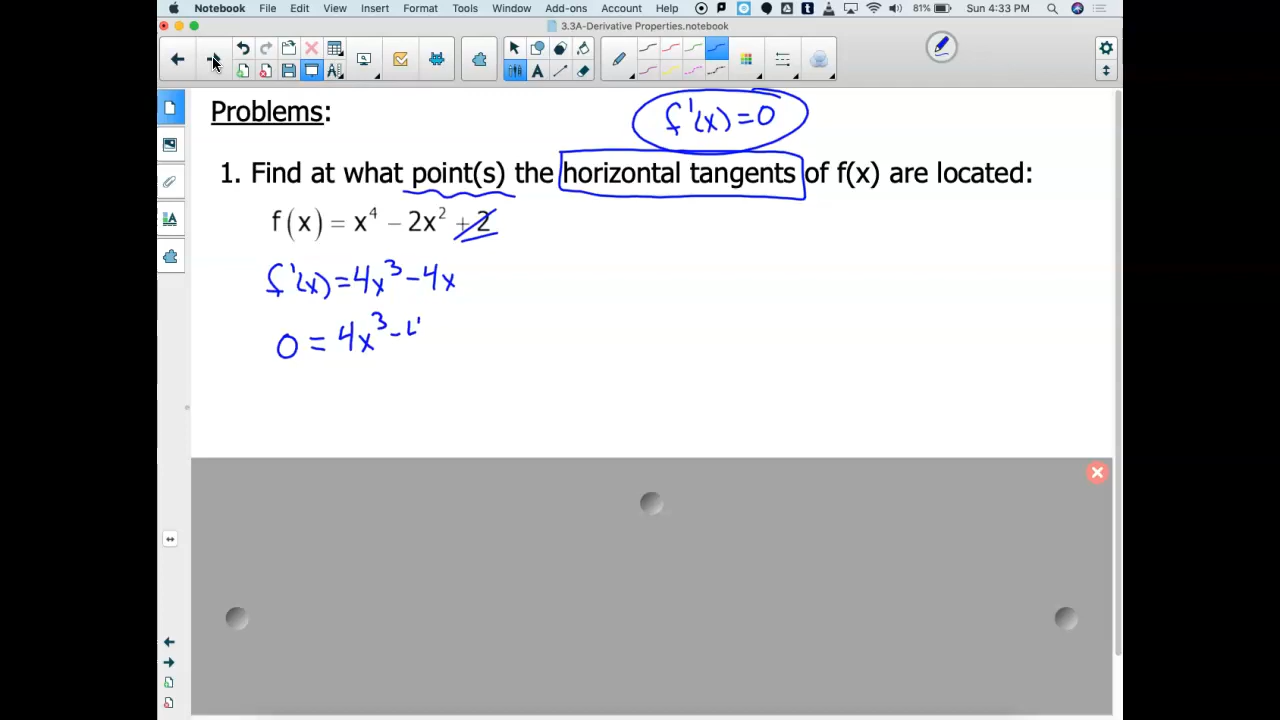 Notebook File Edit View Insert Format Tools Window Add-ons Account Help 81% Sun 4:33 PM
3.3A-Derivative Properties.notebook
Problems:
f'(x)=0
1. Find at what point(s) the horizontal tangents of f(x) are located:
f(x) = x⁴ − 2x² + 2
f'(x)=4x³-4x
0 = 4x³-